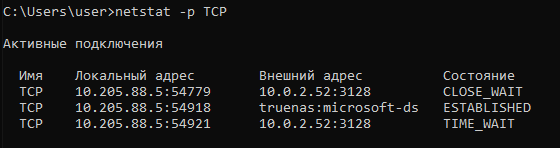 C:\Users\user>netstat -p TCP
Активные подключения
Имя Локальный адрес Внешний адрес Состояние
TCP 10.205.88.5:54779 10.0.2.52:3128 CLOSE_WAIT
TCP 10.205.88.5:54918 truenas:microsoft-ds ESTABLISHED
TCP 10.205.88.5:54921 10.0.2.52:3128 TIME_WAIT